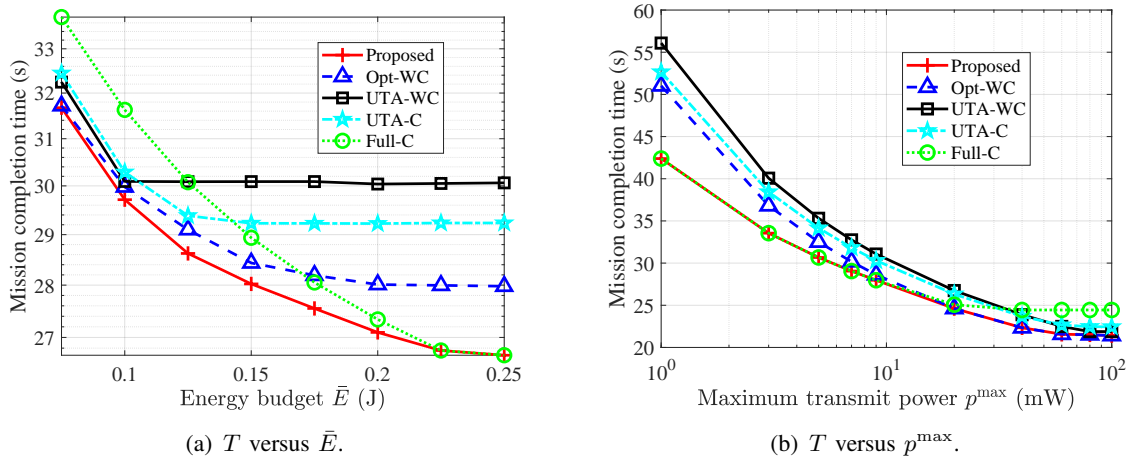 33
32
31
30
29
28
27
0.1
0.15
0.2
0.25
Mission completion time (s)
Energy budget Ē (J)
Proposed
Opt-WC
UTA-WC
UTA-C
Full-C
(a) T versus Ē.
60
55
50
45
40
35
30
25
20
10⁰
10¹
10²
Mission completion time (s)
Maximum transmit power p^max (mW)
Proposed
Opt-WC
UTA-WC
UTA-C
Full-C
(b) T versus p^max.